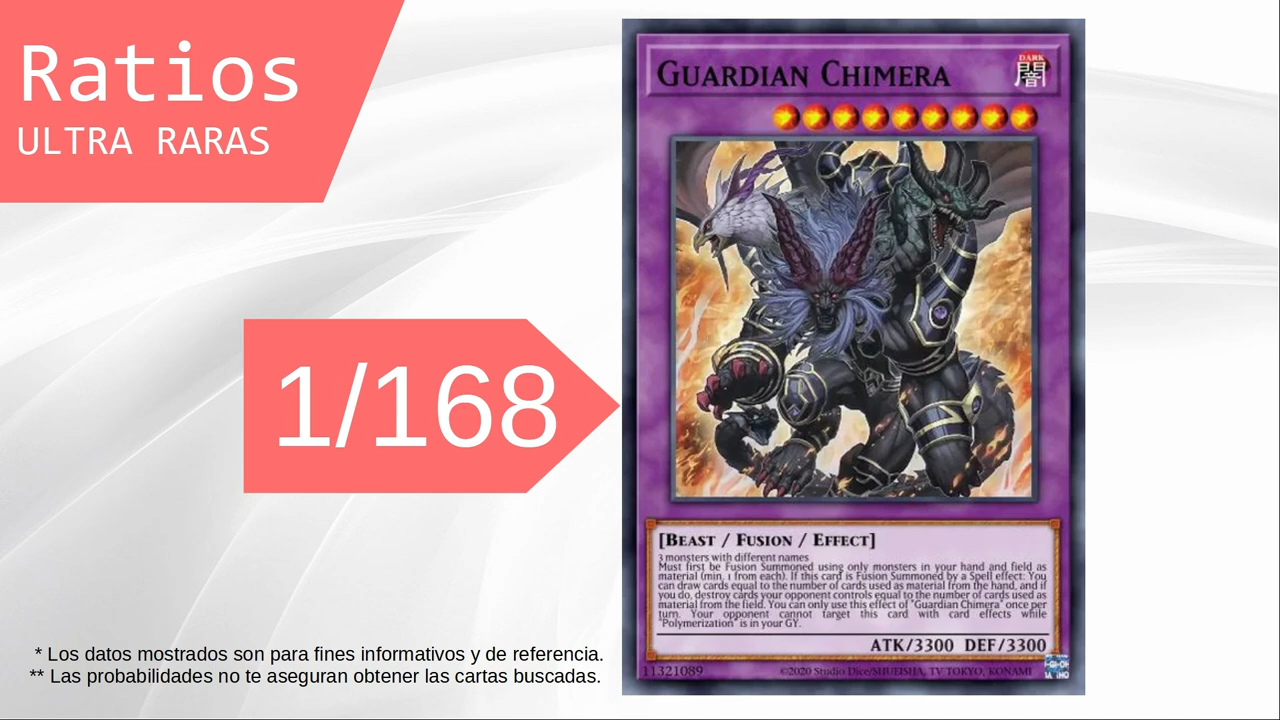 Ratios
ULTRA RARAS
1/168
* Los datos mostrados son para fines informativos y de referencia.
** Las probabilidades no te aseguran obtener las cartas buscadas.
GUARDIAN CHIMERA
DARK
闇
[BEAST / FUSION / EFFECT]
3 monsters with different names
Must first be Fusion Summoned using only monsters in your hand and field as
material (min. 1 from each). If this card is Fusion Summoned by a Spell effect: You
can draw cards equal to the number of cards used as material from the hand, and if
you do, destroy cards your opponent controls equal to the number of cards used as
material from the field. You can only use this effect of "Guardian Chimera" once per
turn. Your opponent cannot target this card with card effects while
"Polymerization" is in your GY.
ATK/3300 DEF/3300
11321089
©2020 Studio Dice/SHUEISHA, TV TOKYO, KONAMI